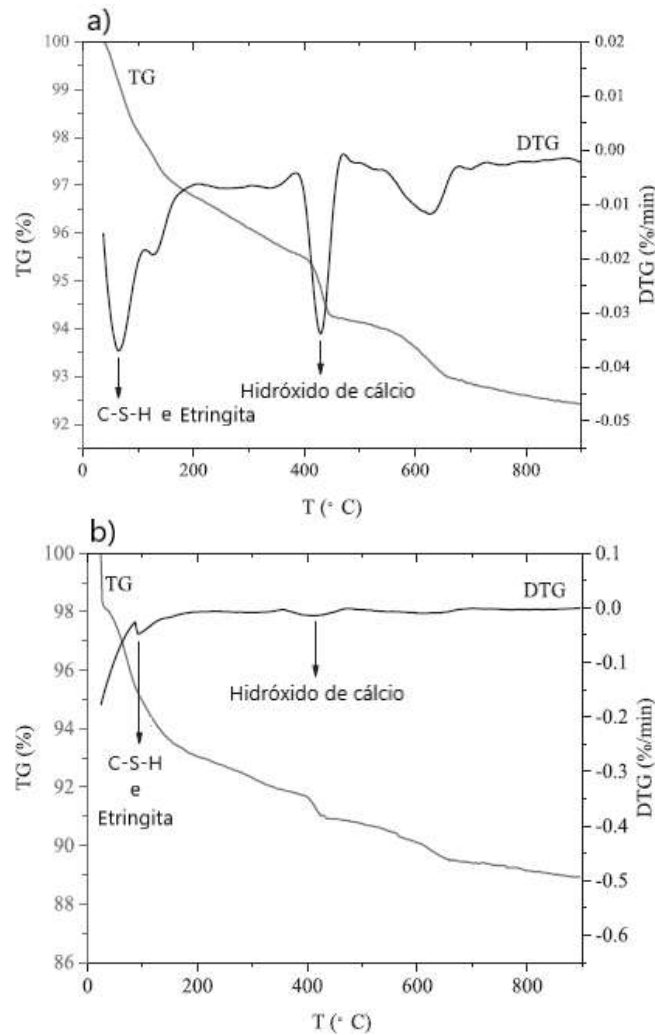 a)
100
99
98
97
96
95
94
93
92
TG (%)
TG
DTG
0.02
0.01
0.00
-0.01
-0.02
-0.03
-0.04
-0.05
DTG (%/min)
Hidróxido de cálcio
C-S-H e Etringita
0 200 400 600 800
T (° C)
b)
100
98
96
94
92
90
88
86
TG (%)
TG
DTG
0.1
0.0
-0.1
-0.2
-0.3
-0.4
-0.5
-0.6
DTG (%/min)
Hidróxido de cálcio
C-S-H
e
Etringita
0 200 400 600 800
T (° C)